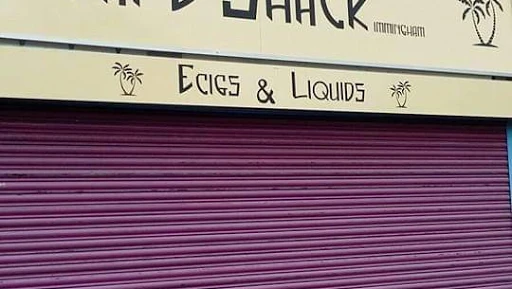 Shack Immingham
Ecigs & Liquids